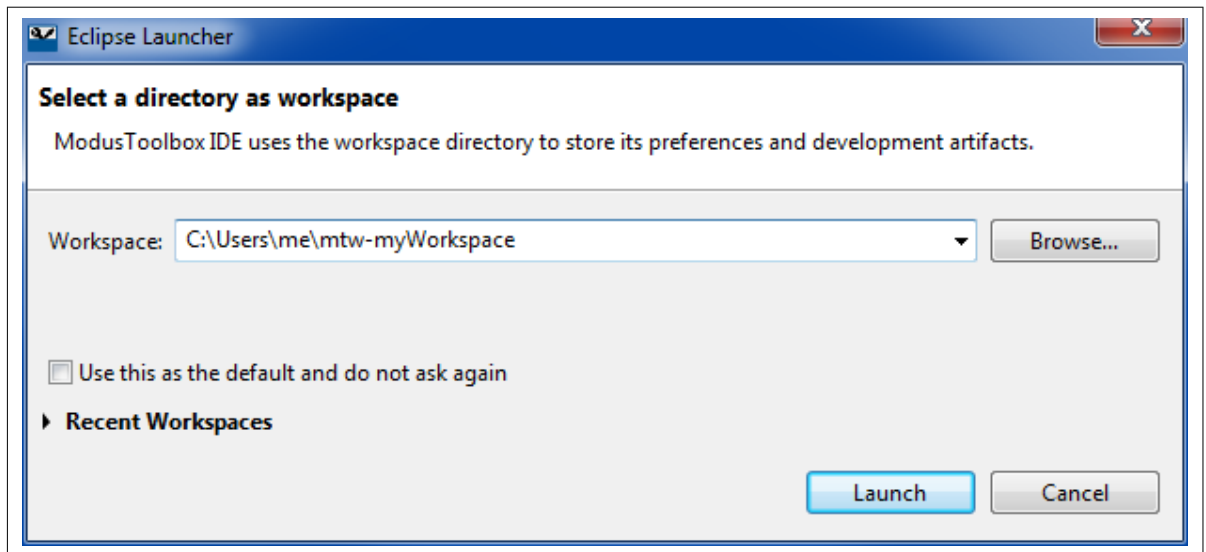 Eclipse Launcher
X
Select a directory as workspace
ModusToolbox IDE uses the workspace directory to store its preferences and development artifacts.
Workspace: C:\Users\me\mtw-myWorkspace Browse...
Use this as the default and do not ask again
Recent Workspaces
Launch Cancel